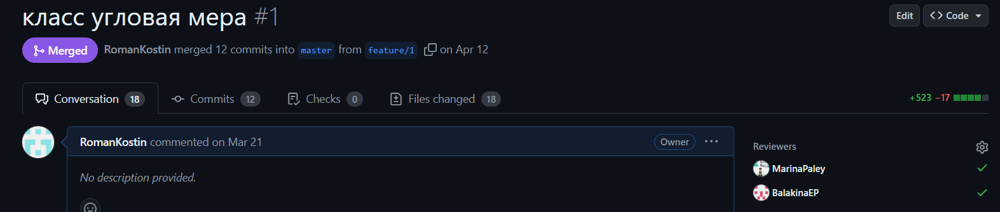 класс угловая мера #1
Edit
<> Code
Merged
RomanKostin merged 12 commits into master from feature/1 on Apr 12
Conversation 18
Commits 12
Checks 0
Files changed 18
+523 −17
RomanKostin commented on Mar 21
Owner
No description provided.
Reviewers
MarinaPaley
BalakinaEP